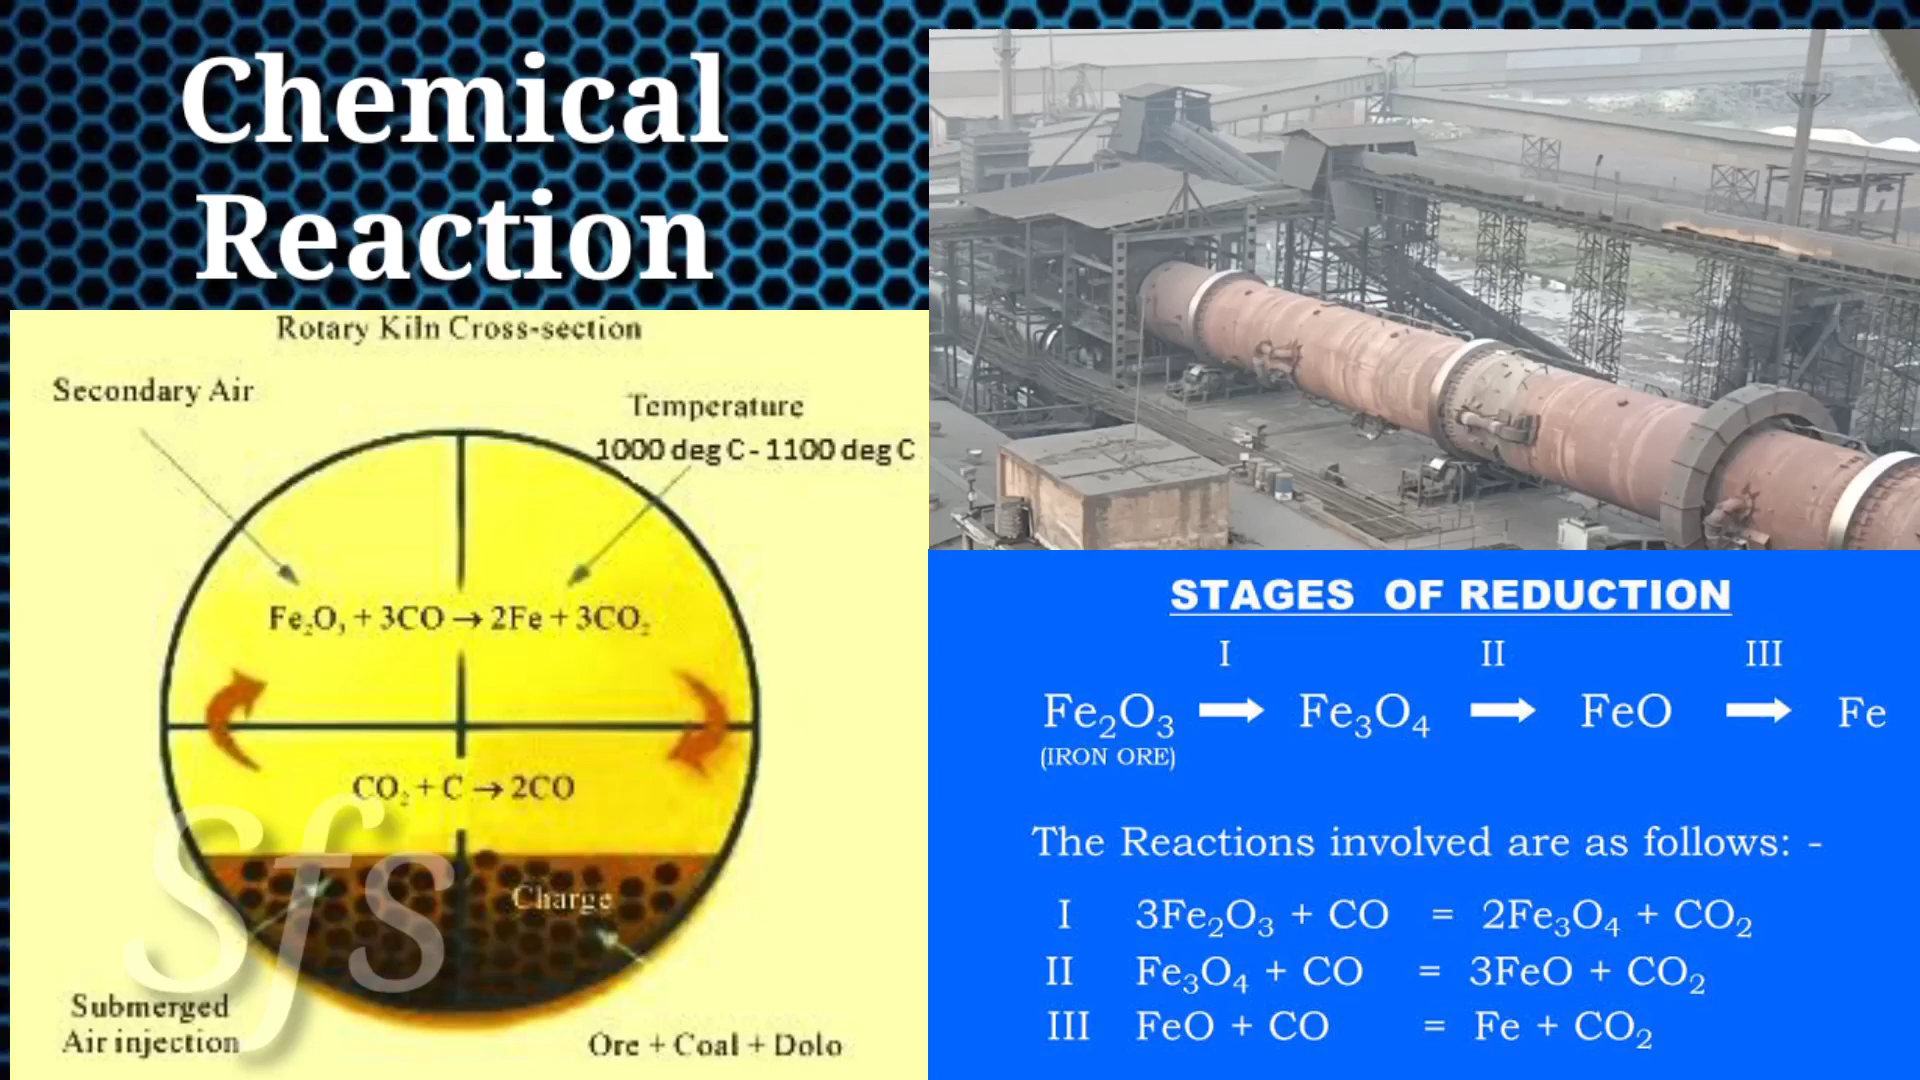 Chemical
Reaction
Rotary Kiln Cross-section
Secondary Air
Temperature
1000 deg C - 1100 deg C
Fe₂O₃ + 3CO → 2Fe + 3CO₂
CO₂ + C → 2CO
Charge
Sfs
Submerged
Air injection
Ore + Coal + Dolo
STAGES OF REDUCTION
I II III
Fe₂O₃ → Fe₃O₄ → FeO → Fe
(IRON ORE)
The Reactions involved are as follows: -
I 3Fe₂O₃ + CO = 2Fe₃O₄ + CO₂
II Fe₃O₄ + CO = 3FeO + CO₂
III FeO + CO = Fe + CO₂